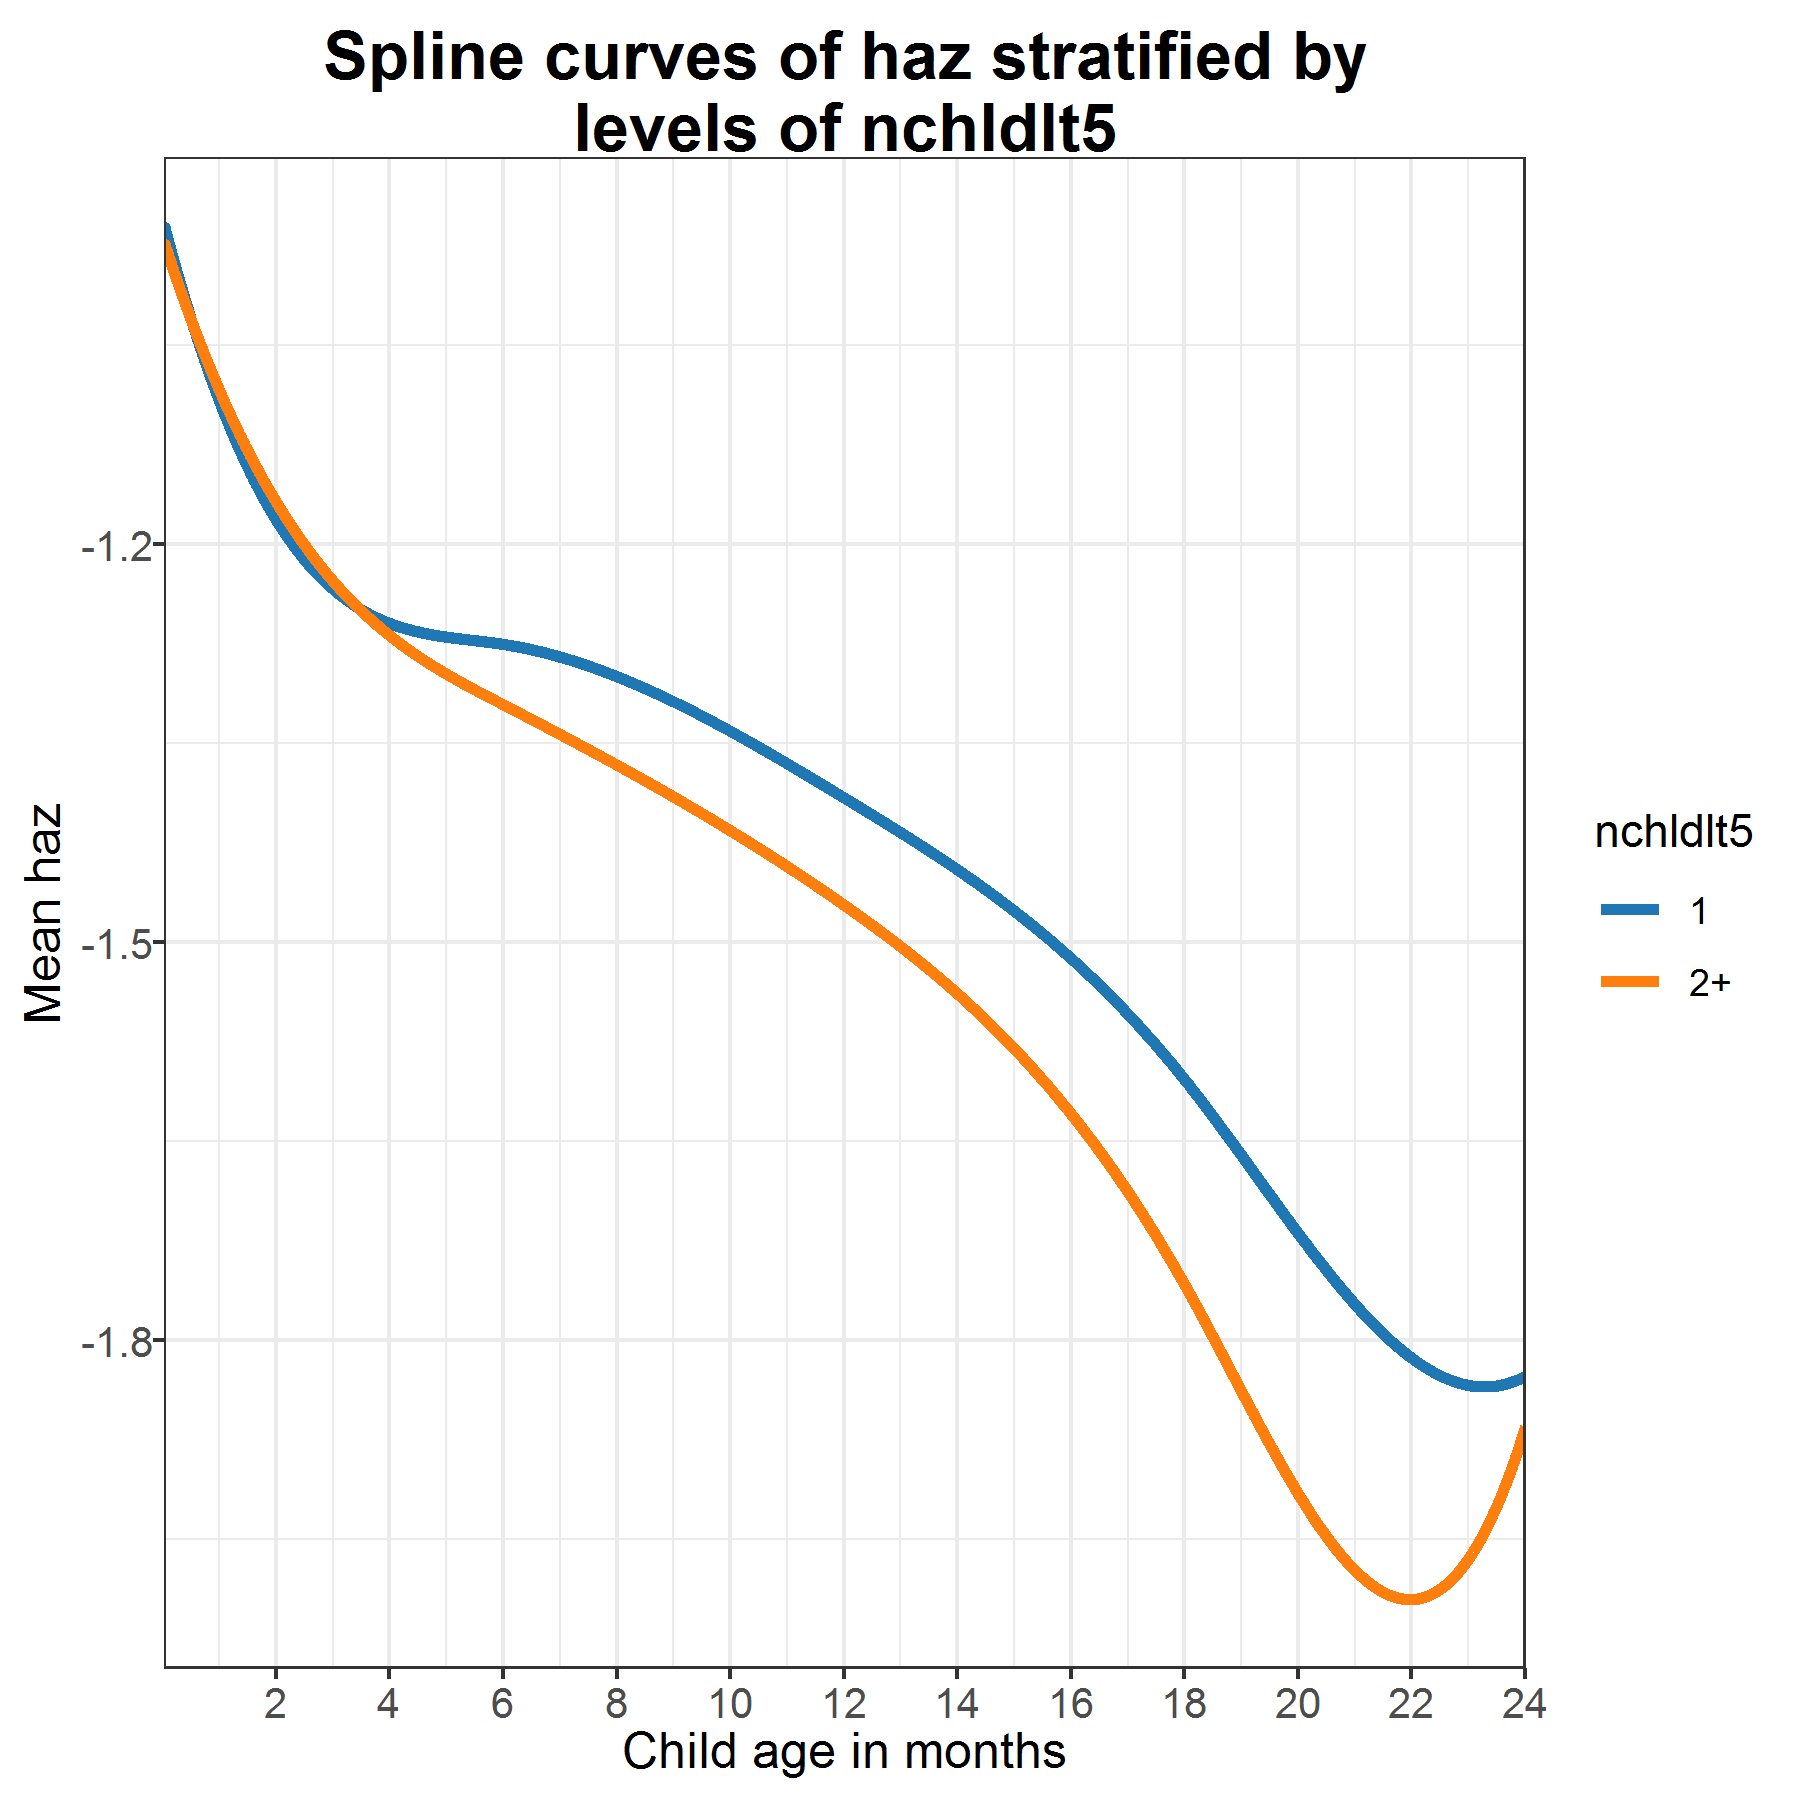 Spline curves of haz stratified by
levels of nchldlt5
Mean haz
-1.2
-1.5
-1.8
2 4 6 8 10 12 14 16 18 20 22 24
Child age in months
nchldlt5
1
2+